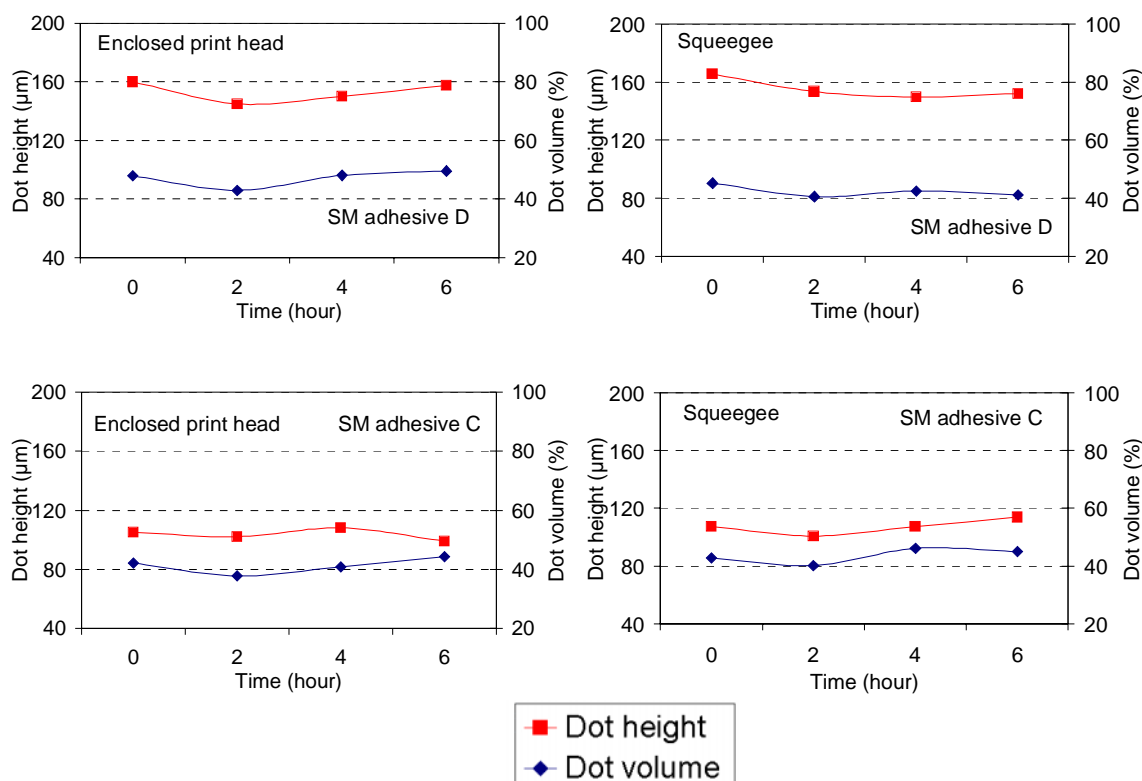 Enclosed print head
SM adhesive D
Dot height (µm)
200
160
120
80
40
Dot volume (%)
100
80
60
40
20
0 2 4 6
Time (hour)
Squeegee
SM adhesive D
Dot height (µm)
200
160
120
80
40
Dot volume (%)
100
80
60
40
20
0 2 4 6
Time (hour)
Enclosed print head SM adhesive C
Dot height (µm)
200
160
120
80
40
Dot volume (%)
100
80
60
40
20
0 2 4 6
Time (hour)
Squeegee SM adhesive C
Dot height (µm)
200
160
120
80
40
Dot volume (%)
100
80
60
40
20
0 2 4 6
Time (hour)
Dot height
Dot volume